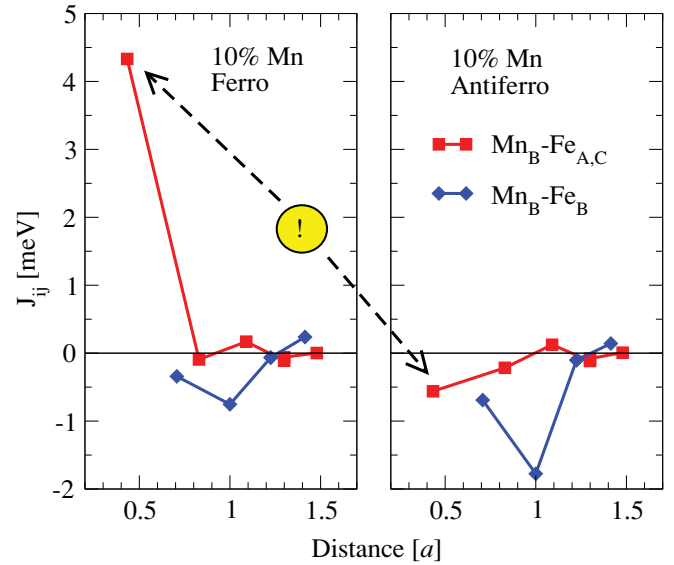 5
4
3
2
1
0
-1
-2
J_ij [meV]
10% Mn
Ferro
10% Mn
Antiferro
Mn_B-Fe_A,C
Mn_B-Fe_B
!
0.5 1 1.5
0.5 1 1.5
Distance [a]